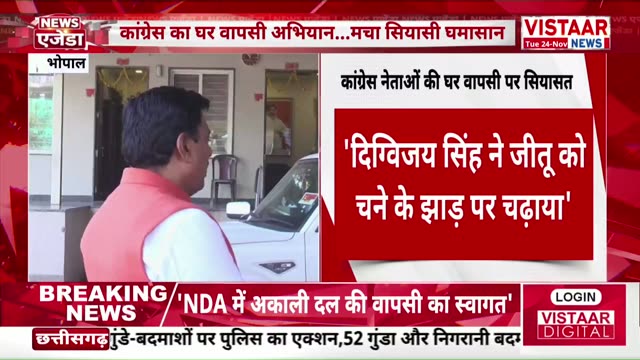 NEWS
एजेंडा
कांग्रेस का घर वापसी अभियान...मचा सियासी घमासान
VISTAAR
Tue 24-Nov NEWS
भोपाल
कांग्रेस नेताओं की घर वापसी पर सियासत
'दिग्विजय सिंह ने जीतू को
चने के झाड़ पर चढ़ाया'
BREAKING
NEWS
'NDA में अकाली दल की वापसी का स्वागत'
LOGIN
VISTAAR
DIGITAL
छत्तीसगढ़
गुंडे-बदमाशों पर पुलिस का एक्शन,52 गुंडा और निगरानी बदम